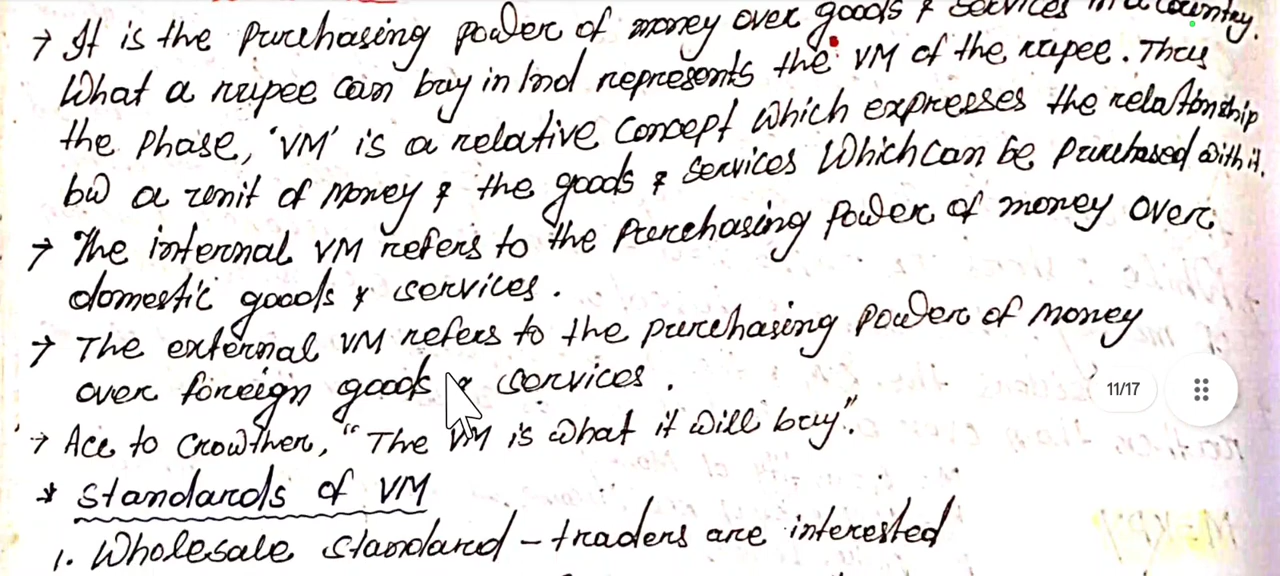 → It is the purchasing power of money over goods & services in a country.
What a rupee can buy in Ind represents the VM of the rupee. Thus
the Phase, 'VM' is a relative concept which expresses the relationship
bw a unit of money & the goods & services which can be purchased with it.
→ The internal VM refers to the purchasing power of money over
domestic goods & services.
→ The external VM refers to the purchasing power of money
over foreign goods & services.
11/17
→ Acc to Crowther, "The VM is what it will buy".
* Standards of VM
1. Wholesale standard – traders are interested